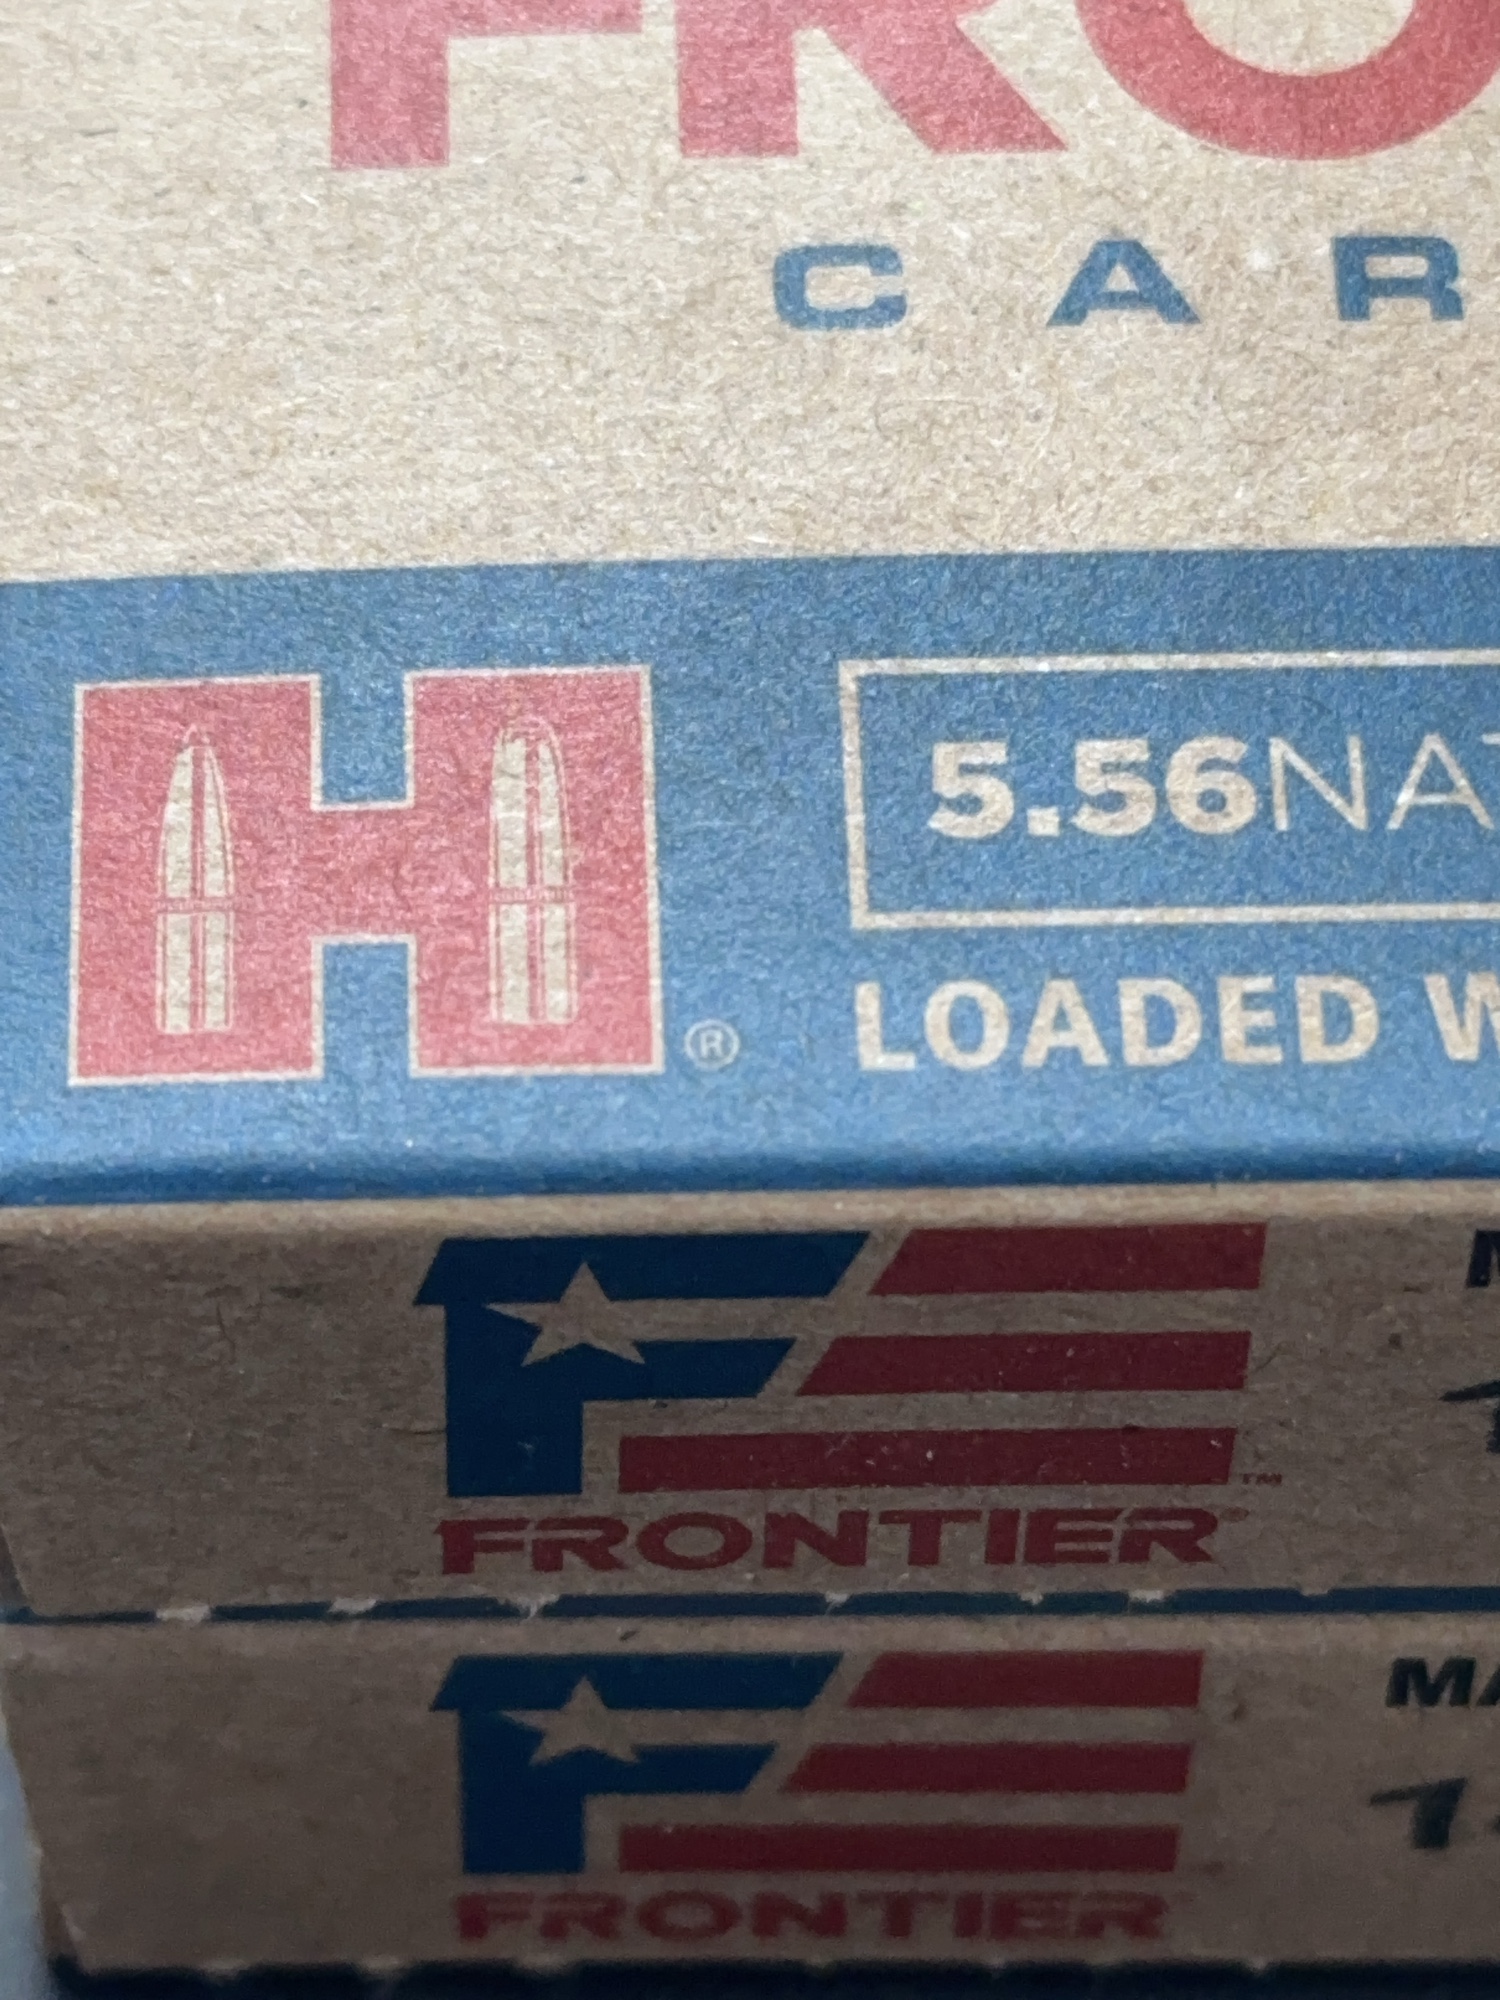 FRO
CAR
H®
5.56NAT
LOADED W
FRONTIER
MA
FRONTIER